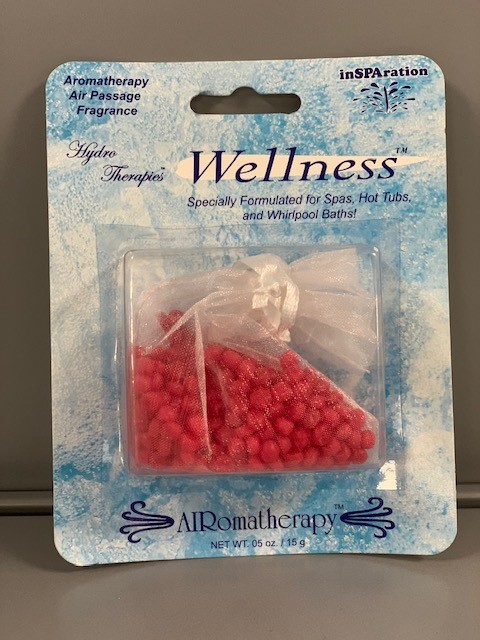 Aromatherapy
Air Passage
Fragrance
inSPAration
Hydro
Therapies™
Wellness™
Specially Formulated for Spas, Hot Tubs,
and Whirlpool Baths!
AIRomatherapy™
NET WT. 05 oz. / 15 g